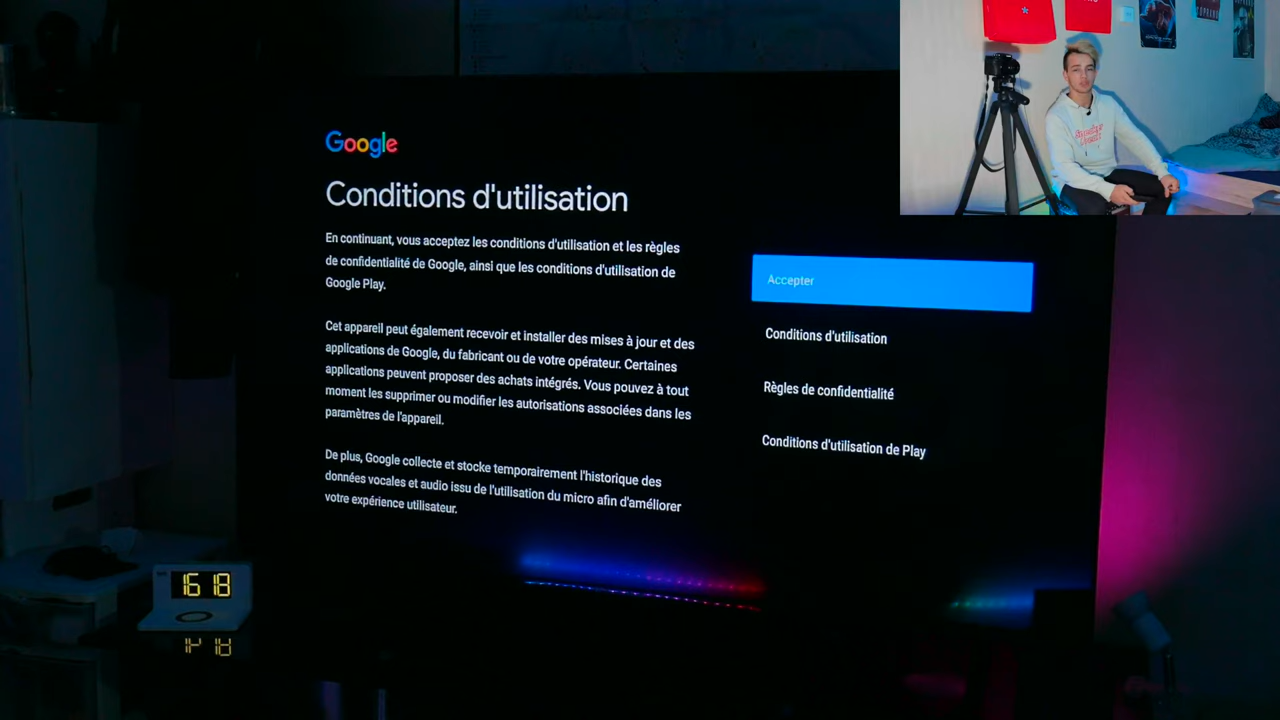 Google
Conditions d'utilisation
En continuant, vous acceptez les conditions d'utilisation et les règles
de confidentialité de Google, ainsi que les conditions d'utilisation de
Google Play.
Cet appareil peut également recevoir et installer des mises à jour et des
applications de Google, du fabricant ou de votre opérateur. Certaines
applications peuvent proposer des achats intégrés. Vous pouvez à tout
moment les supprimer ou modifier les autorisations associées dans les
paramètres de l'appareil.
De plus, Google collecte et stocke temporairement l'historique des
données vocales et audio issu de l'utilisation du micro afin d'améliorer
votre expérience utilisateur.
Accepter
Conditions d'utilisation
Règles de confidentialité
Conditions d'utilisation de Play
16 18